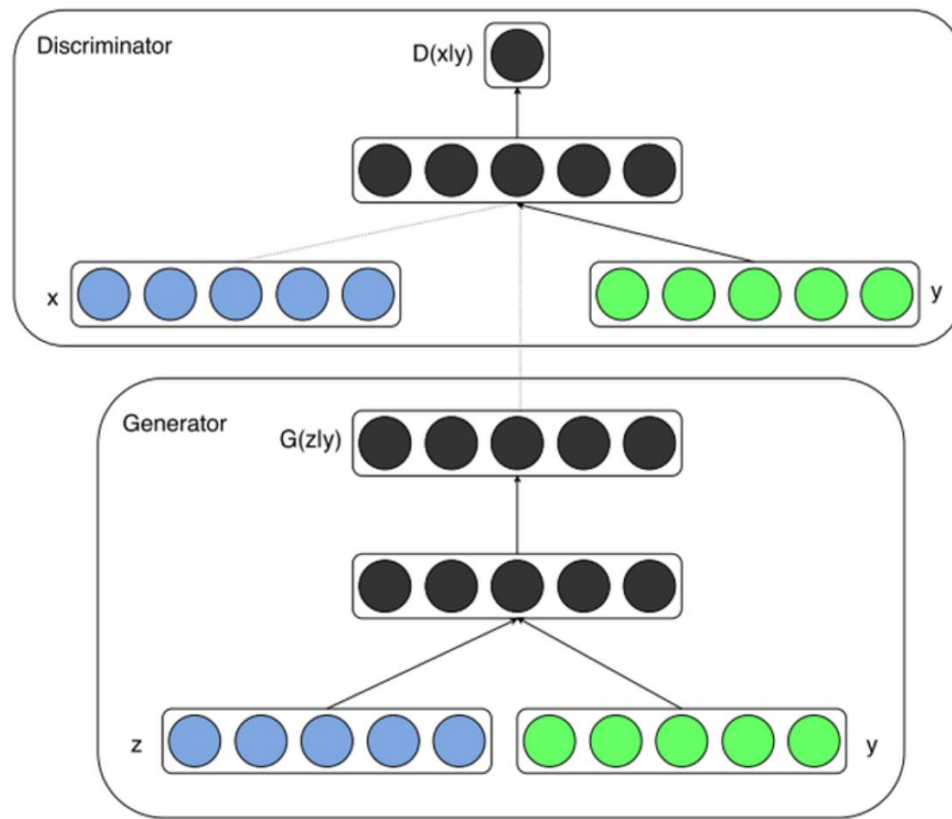 Discriminator
D(x|y)
x
y
Generator
G(z|y)
z
y